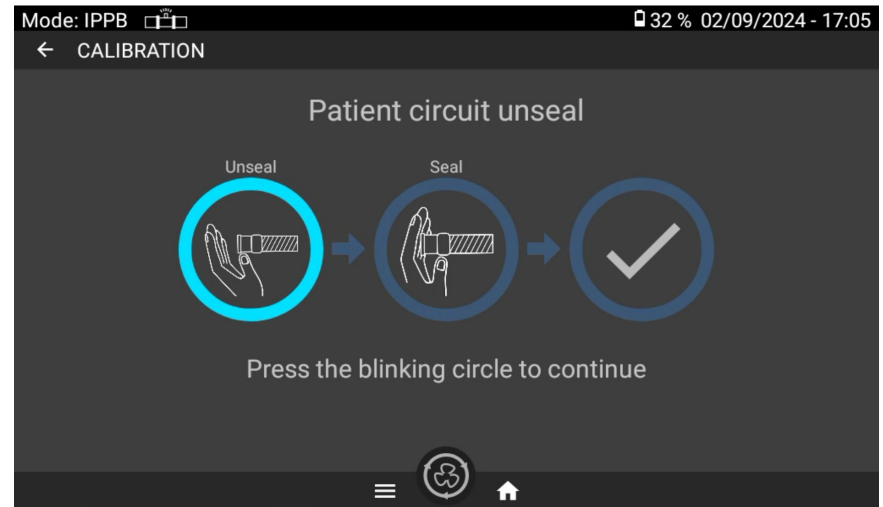 Mode: IPPB 32 % 02/09/2024 - 17:05
CALIBRATION
Patient circuit unseal
Unseal Seal
Press the blinking circle to continue